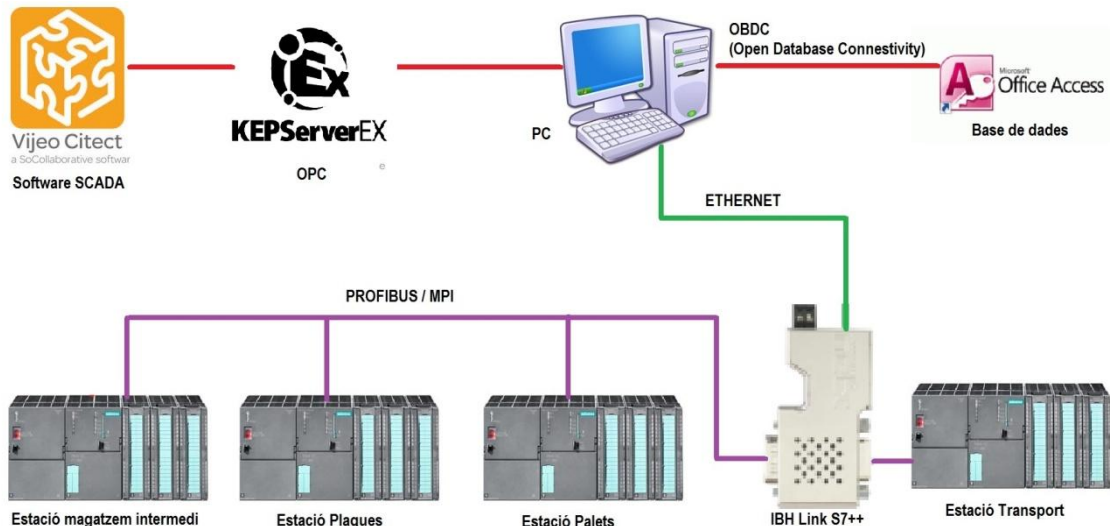 Vijeo Citect
a SoCollaborative softwar
Software SCADA
Ex
KEPServerEX
OPC
e
PC
OBDC
(Open Database Connestivity)
A
Microsoft
Office Access
Base de dades
ETHERNET
PROFIBUS / MPI
Estació magatzem intermedi
Estació Plaques
Estació Palets
IBH Link S7++
Estació Transport